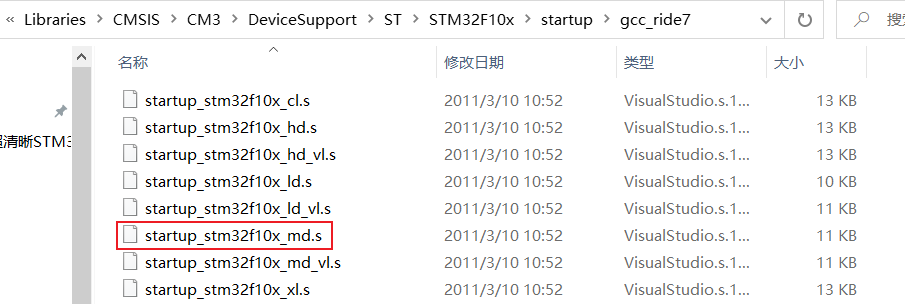 « Libraries > CMSIS > CM3 > DeviceSupport > ST > STM32F10x > startup > gcc_ride7
名称 修改日期 类型 大小
startup_stm32f10x_cl.s 2011/3/10 10:52 VisualStudio.s.1... 13 KB
startup_stm32f10x_hd.s 2011/3/10 10:52 VisualStudio.s.1... 13 KB
超清晰STM3
startup_stm32f10x_hd_vl.s 2011/3/10 10:52 VisualStudio.s.1... 13 KB
startup_stm32f10x_ld.s 2011/3/10 10:52 VisualStudio.s.1... 10 KB
startup_stm32f10x_ld_vl.s 2011/3/10 10:52 VisualStudio.s.1... 11 KB
startup_stm32f10x_md.s 2011/3/10 10:52 VisualStudio.s.1... 11 KB
startup_stm32f10x_md_vl.s 2011/3/10 10:52 VisualStudio.s.1... 11 KB
startup_stm32f10x_xl.s 2011/3/10 10:52 VisualStudio.s.1... 13 KB